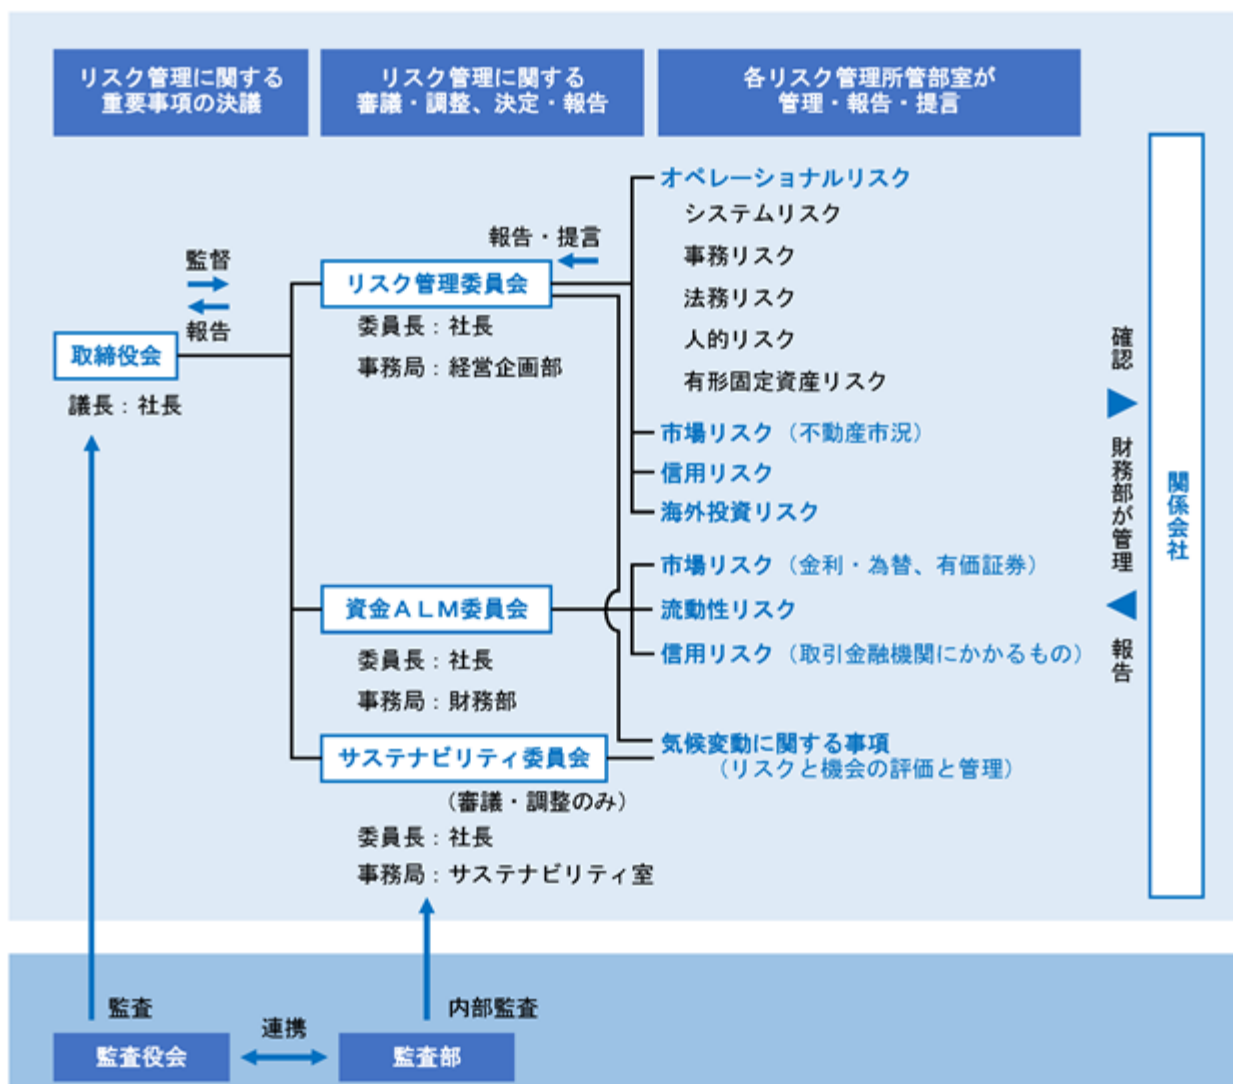 リスク管理に関する
重要事項の決議
リスク管理に関する
審議・調整、決定・報告
各リスク管理所管部室が
管理・報告・提言
監督
報告
取締役会
議長：社長
報告・提言
リスク管理委員会
委員長：社長
事務局：経営企画部
オペレーショナルリスク
システムリスク
事務リスク
法務リスク
人的リスク
有形固定資産リスク
市場リスク（不動産市況）
信用リスク
海外投資リスク
資金ＡＬＭ委員会
委員長：社長
事務局：財務部
市場リスク（金利・為替、有価証券）
流動性リスク
信用リスク（取引金融機関にかかるもの）
サステナビリティ委員会
（審議・調整のみ）
委員長：社長
事務局：サステナビリティ室
気候変動に関する事項
（リスクと機会の評価と管理）
確認
財務部が管理
報告
関係会社
監査
内部監査
監査役会
連携
監査部